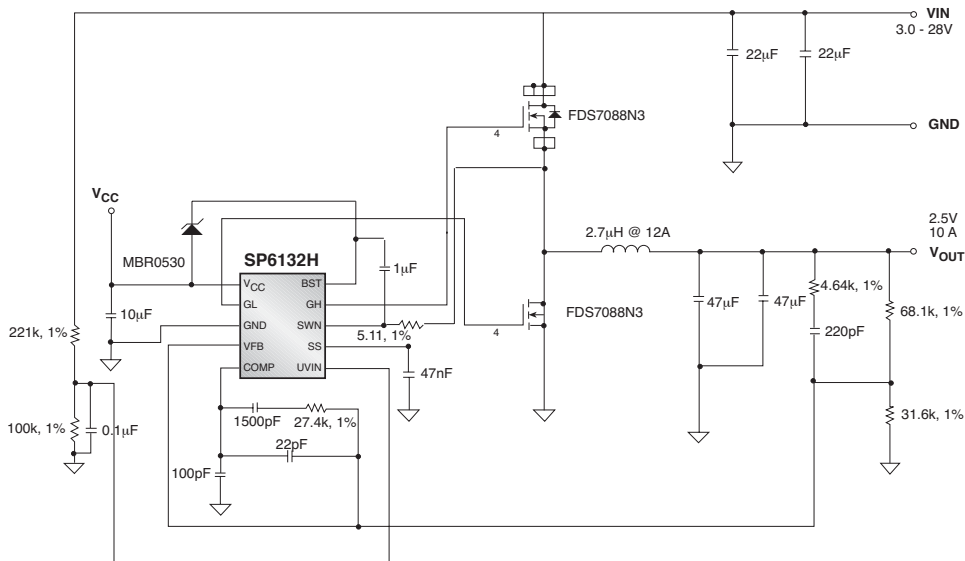 VIN
3.0 - 28V
22μF
22μF
FDS7088N3
4
GND
VCC
2.5V
10 A
2.7μH @ 12A
VOUT
MBR0530
SP6132H
1μF
VCC
BST
GL
GH
GND
SWN
VFB
SS
COMP
UVIN
10μF
5.11, 1%
4
FDS7088N3
47μF
47μF
4.64k, 1%
220pF
68.1k, 1%
221k, 1%
47nF
1500pF
27.4k, 1%
22pF
100pF
100k, 1%
0.1μF
31.6k, 1%